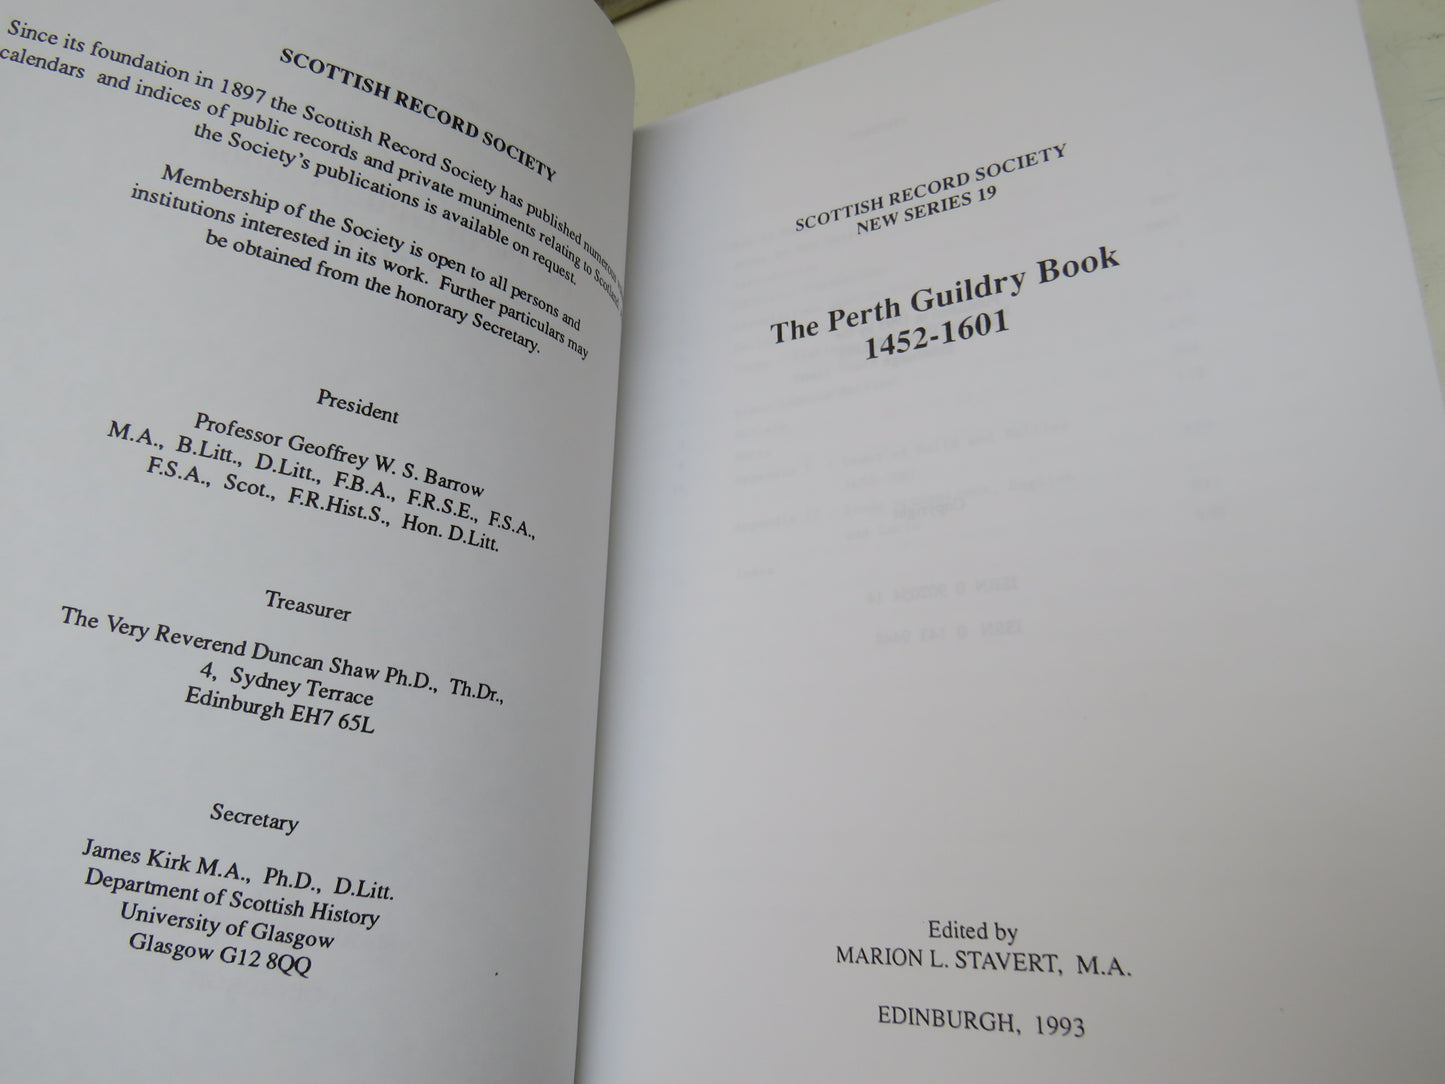 SCOTTISH RECORD SOCIETY
Since its foundation in 1897 the Scottish Record Society has published numerous
calendars and indices of public records and private muniments relating to Scotland.
the Society's publications is available on request.
Membership of the Society is open to all persons and
institutions interested in its work. Further particulars may
be obtained from the honorary Secretary.
President
Professor Geoffrey W. S. Barrow
M.A., B.Litt., D.Litt., F.B.A., F.R.S.E., F.S.A.,
F.S.A., Scot., F.R.Hist.S., Hon. D.Litt.
Treasurer
The Very Reverend Duncan Shaw Ph.D., Th.Dr.,
4, Sydney Terrace
Edinburgh EH7 65L
Secretary
James Kirk M.A., Ph.D., D.Litt.
Department of Scottish History
University of Glasgow
Glasgow G12 8QQ
SCOTTISH RECORD SOCIETY
NEW SERIES 19
The Perth Guildry Book
1452-1601
Edited by
MARION L. STAVERT, M.A.
EDINBURGH, 1993